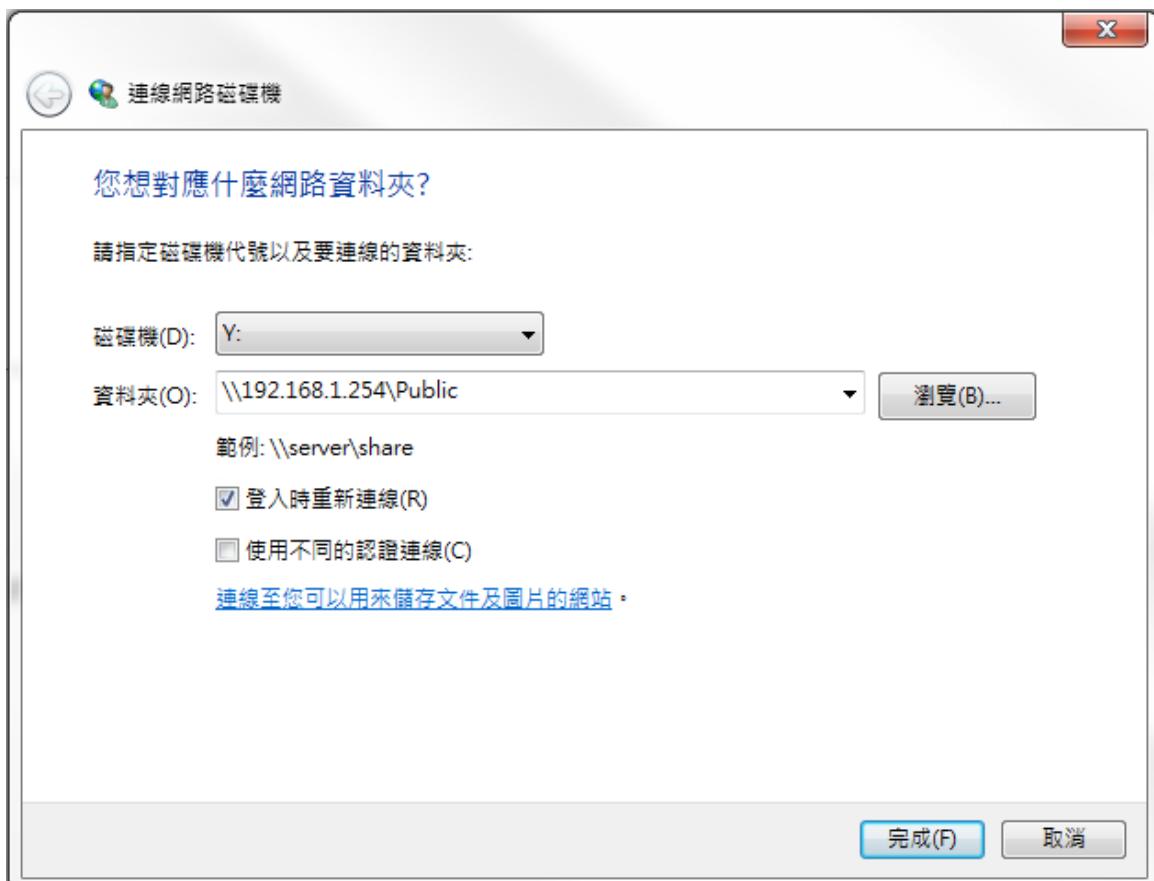 連線網路磁碟機
您想對應什麼網路資料夾?
請指定磁碟機代號以及要連線的資料夾:
磁碟機(D): Y:
資料夾(O): \\192.168.1.254\Public 瀏覽(B)...
範例: \\server\share
登入時重新連線(R)
使用不同的認證連線(C)
連線至您可以用來儲存文件及圖片的網站。
完成(F) 取消